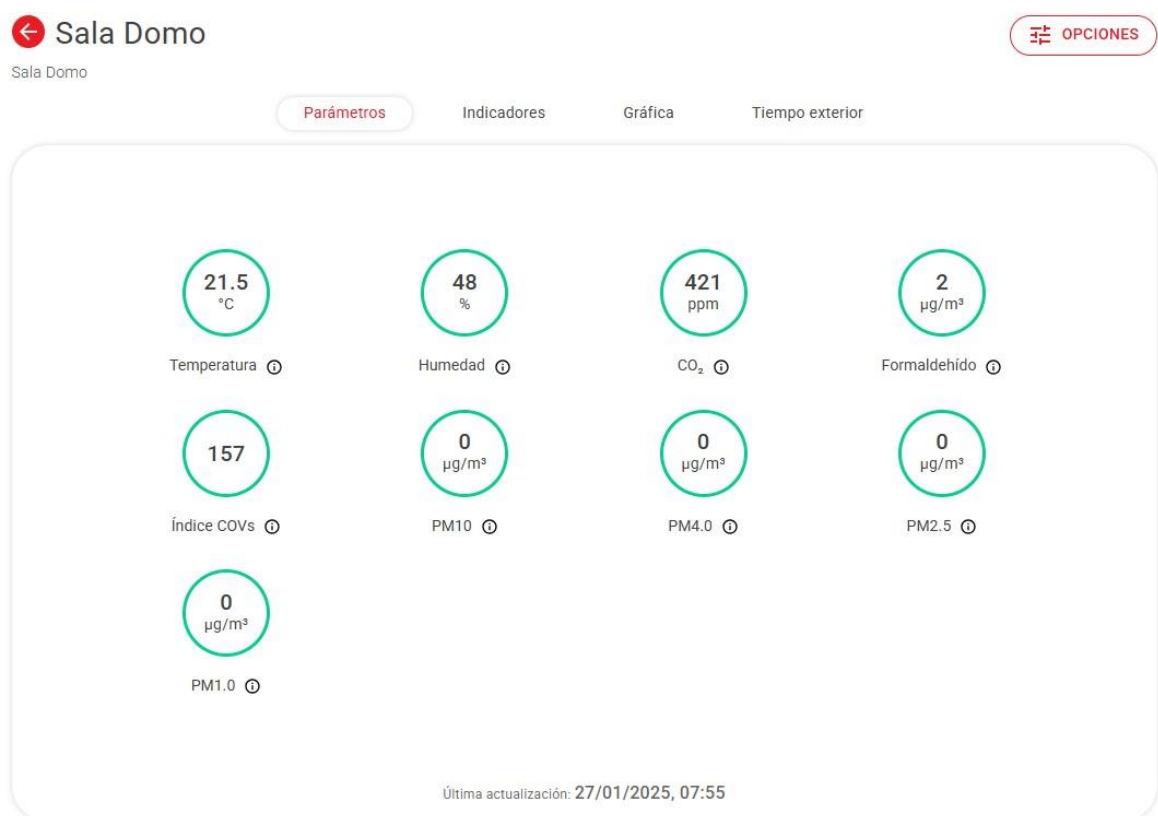 Sala Domo
OPCIONES
Sala Domo
Parámetros Indicadores Gráfica Tiempo exterior
21.5 48 421 2
°C % ppm µg/m³
Temperatura Humedad CO₂ Formaldehído
157 0 0 0
µg/m³ µg/m³ µg/m³
Índice COVs PM10 PM4.0 PM2.5
0
µg/m³
PM1.0
Última actualización: 27/01/2025, 07:55